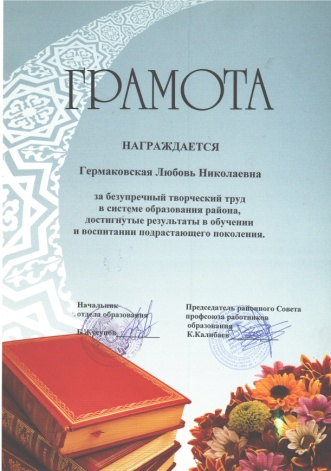 ГРАМОТА
НАГРАЖДАЕТСЯ
Гермаковская Любовь Николаевна
за безупречный творческий труд
в системе образования района,
достигнутые результаты в обучении
и воспитании подрастающего поколения.
Начальник
отдела образования
Председатель районного Совета
профсоюза работников
образования
К.Калибаев